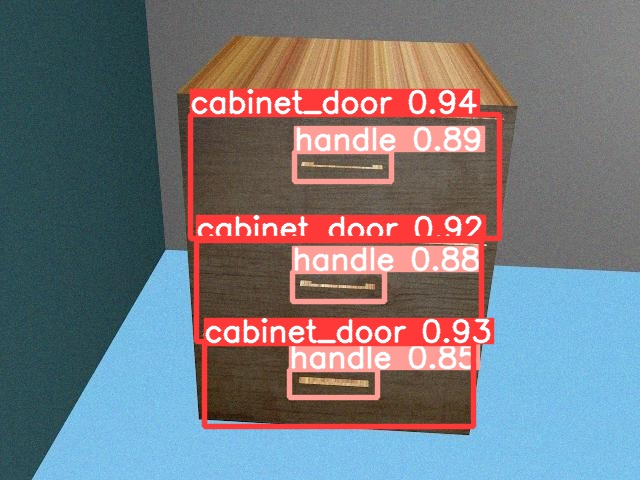 cabinet_door 0.94
handle 0.89
cabinet_door 0.92
handle 0.88
cabinet_door 0.93
handle 0.85